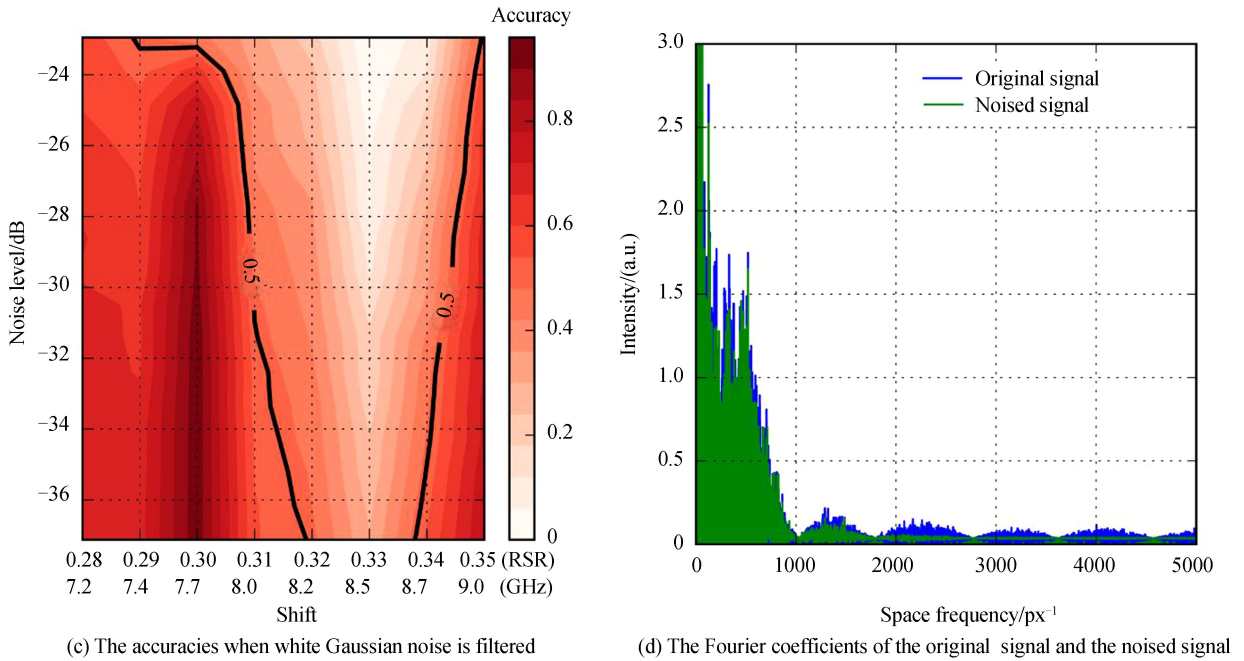 Accuracy
−24
−26
−28
−30
−32
−34
−36
Noise level/dB
0.5
0.5
0.8
0.6
0.4
0.2
0
0.28 0.29 0.30 0.31 0.32 0.33 0.34 0.35 (RSR)
7.2 7.4 7.7 8.0 8.2 8.5 8.7 9.0 (GHz)
Shift
(c) The accuracies when white Gaussian noise is filtered
3.0
2.5
2.0
1.5
1.0
0.5
0
Intensity/(a.u.)
Original signal
Noised signal
0 1000 2000 3000 4000 5000
Space frequency/px⁻¹
(d) The Fourier coefficients of the original signal and the noised signal